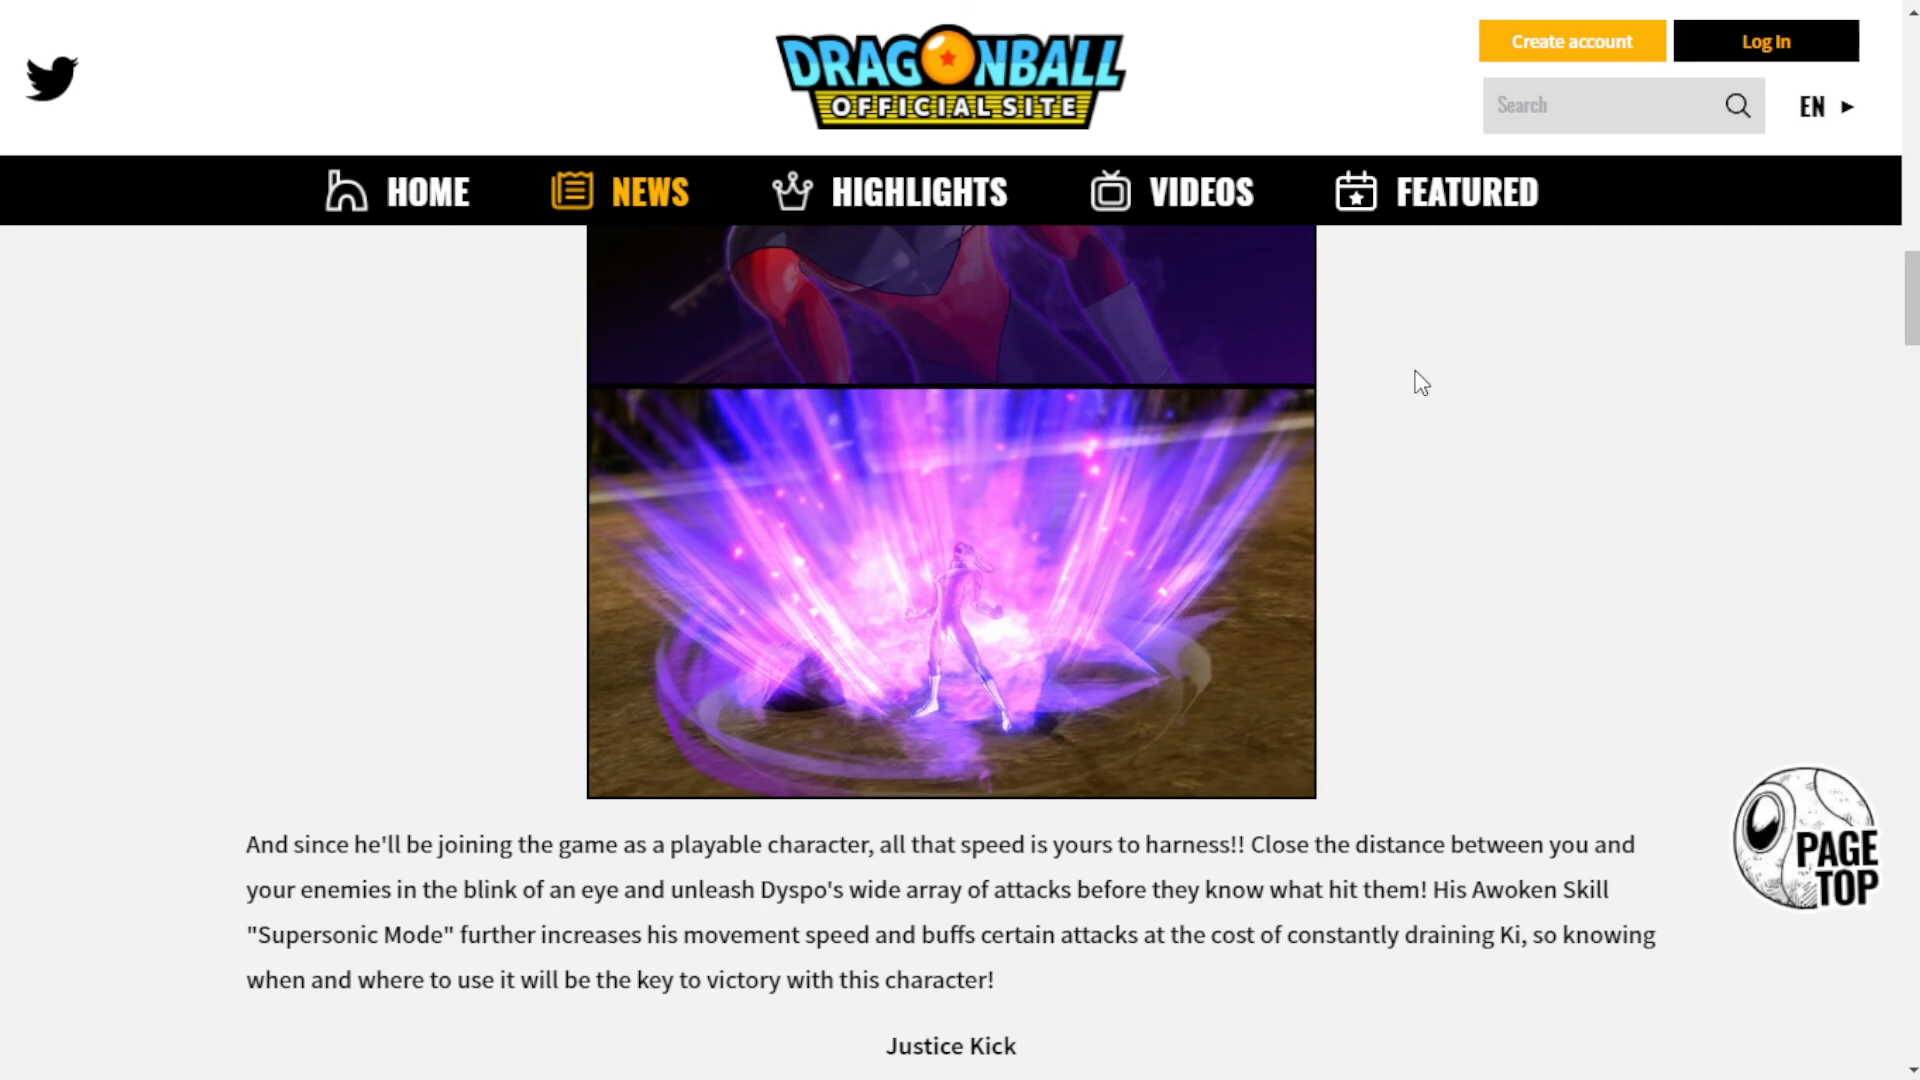 DRAGONBALL
OFFICIAL SITE
Create account
Log In
Search
EN
HOME
NEWS
HIGHLIGHTS
VIDEOS
FEATURED
And since he'll be joining the game as a playable character, all that speed is yours to harness!! Close the distance between you and
your enemies in the blink of an eye and unleash Dyspo's wide array of attacks before they know what hit them! His Awoken Skill
"Supersonic Mode" further increases his movement speed and buffs certain attacks at the cost of constantly draining Ki, so knowing
when and where to use it will be the key to victory with this character!
PAGE
TOP
Justice Kick